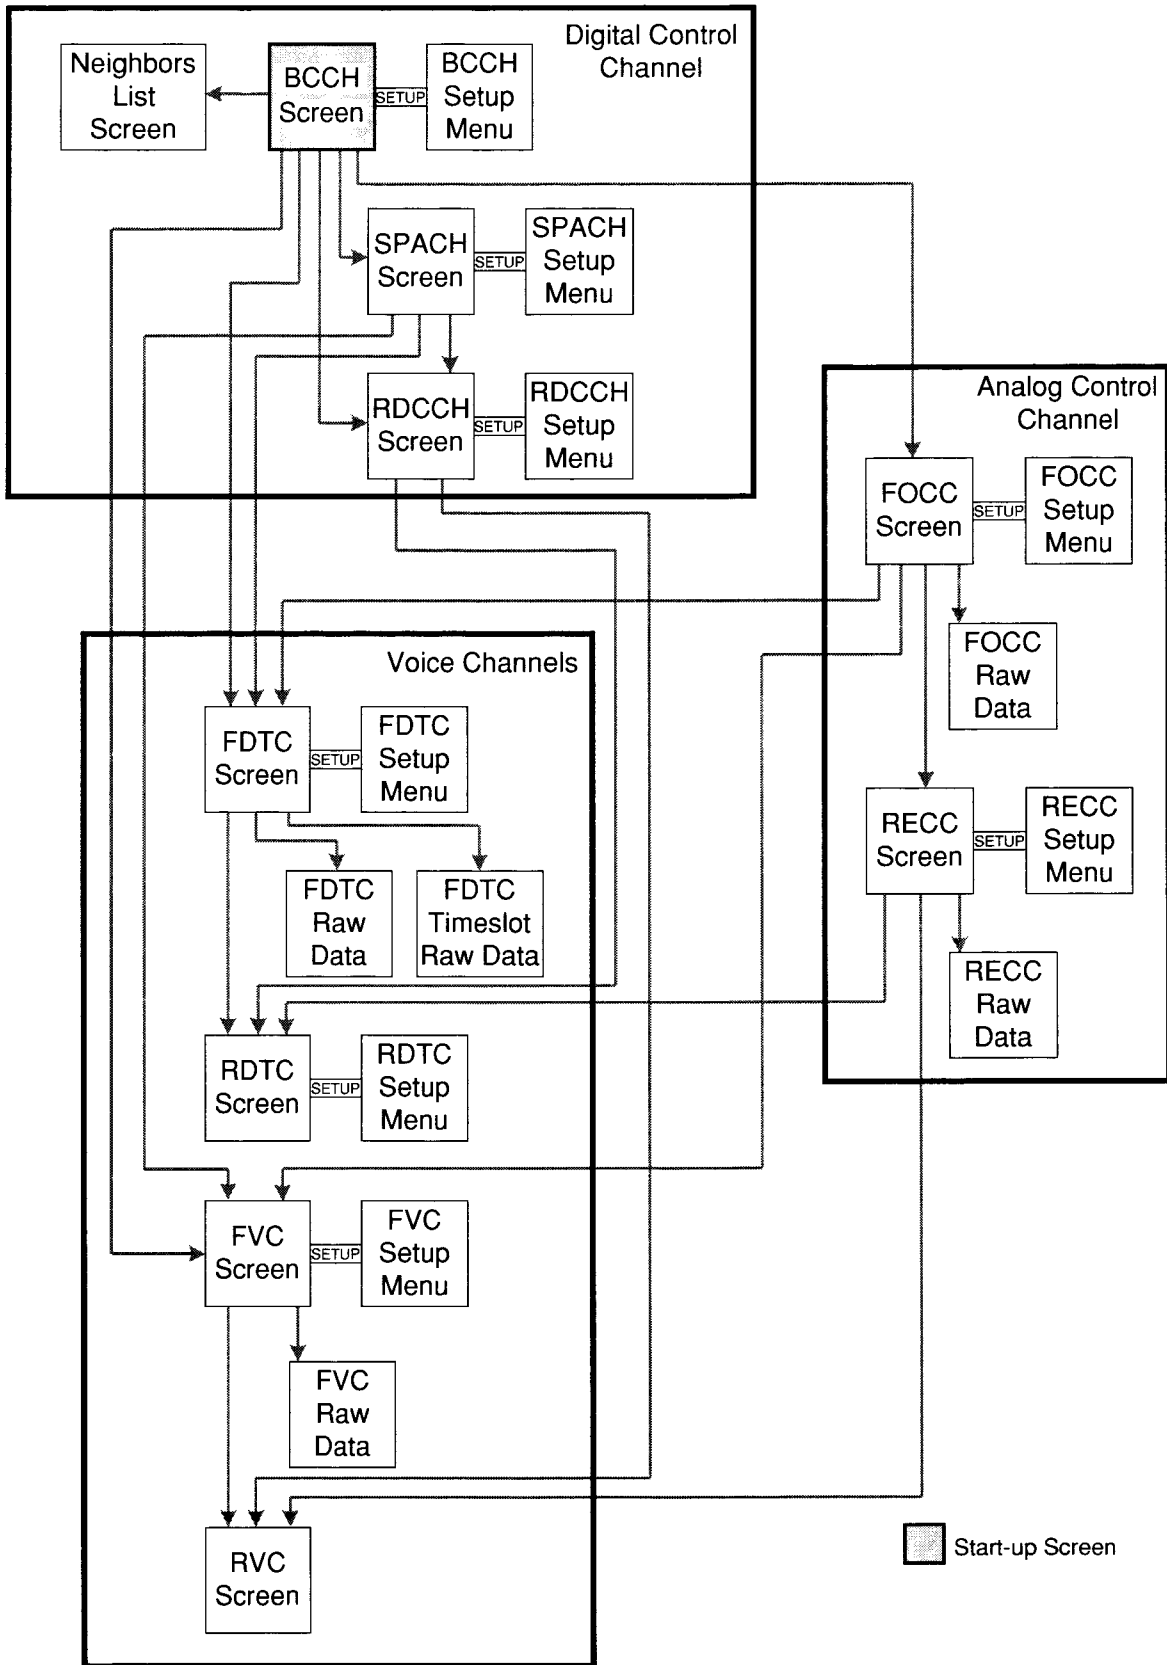 Digital Control
Channel
Neighbors
List
Screen
BCCH
Screen
SETUP
BCCH
Setup
Menu
SPACH
Screen
SETUP
SPACH
Setup
Menu
RDCCH
Screen
SETUP
RDCCH
Setup
Menu
Analog Control
Channel
FOCC
Screen
SETUP
FOCC
Setup
Menu
FOCC
Raw
Data
RECC
Screen
SETUP
RECC
Setup
Menu
RECC
Raw
Data
Voice Channels
FDTC
Screen
SETUP
FDTC
Setup
Menu
FDTC
Raw
Data
FDTC
Timeslot
Raw Data
RDTC
Screen
SETUP
RDTC
Setup
Menu
FVC
Screen
SETUP
FVC
Setup
Menu
FVC
Raw
Data
RVC
Screen
Start-up Screen